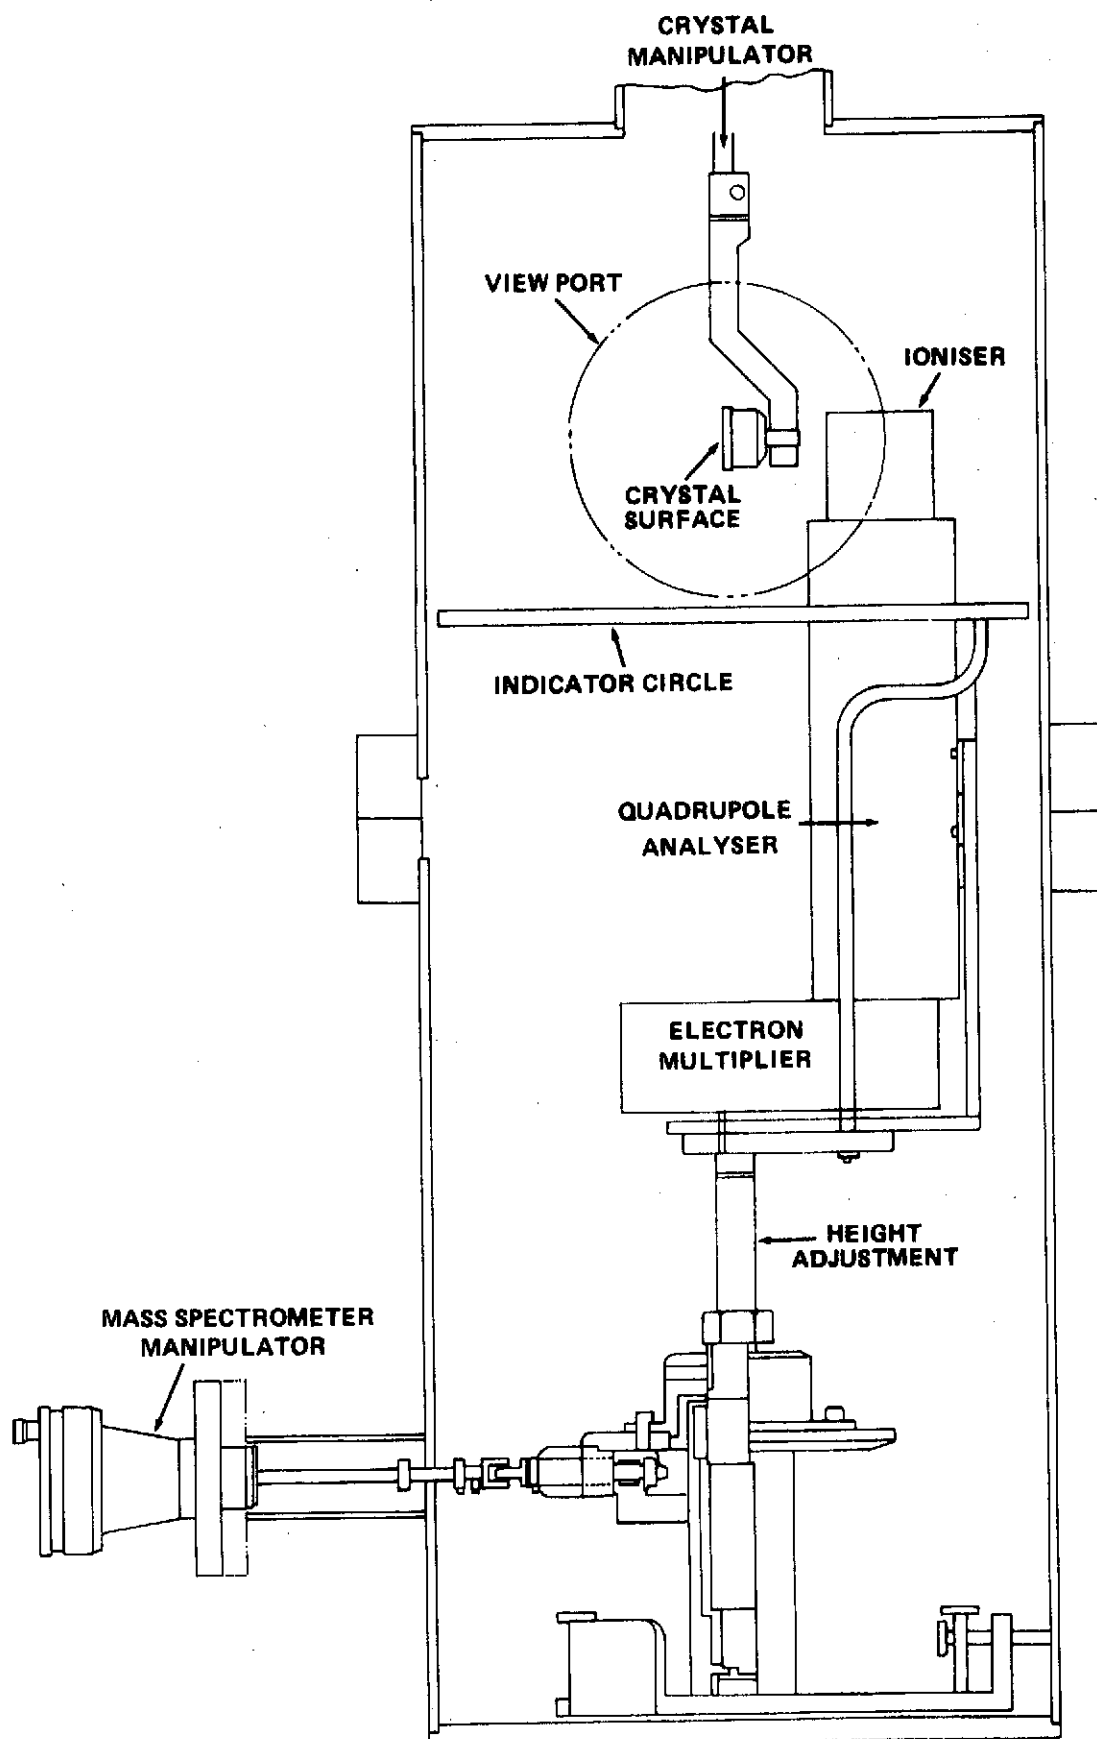 CRYSTAL
MANIPULATOR
VIEW PORT
IONISER
CRYSTAL
SURFACE
INDICATOR CIRCLE
QUADRUPOLE
ANALYSER
ELECTRON
MULTIPLIER
HEIGHT
ADJUSTMENT
MASS SPECTROMETER
MANIPULATOR